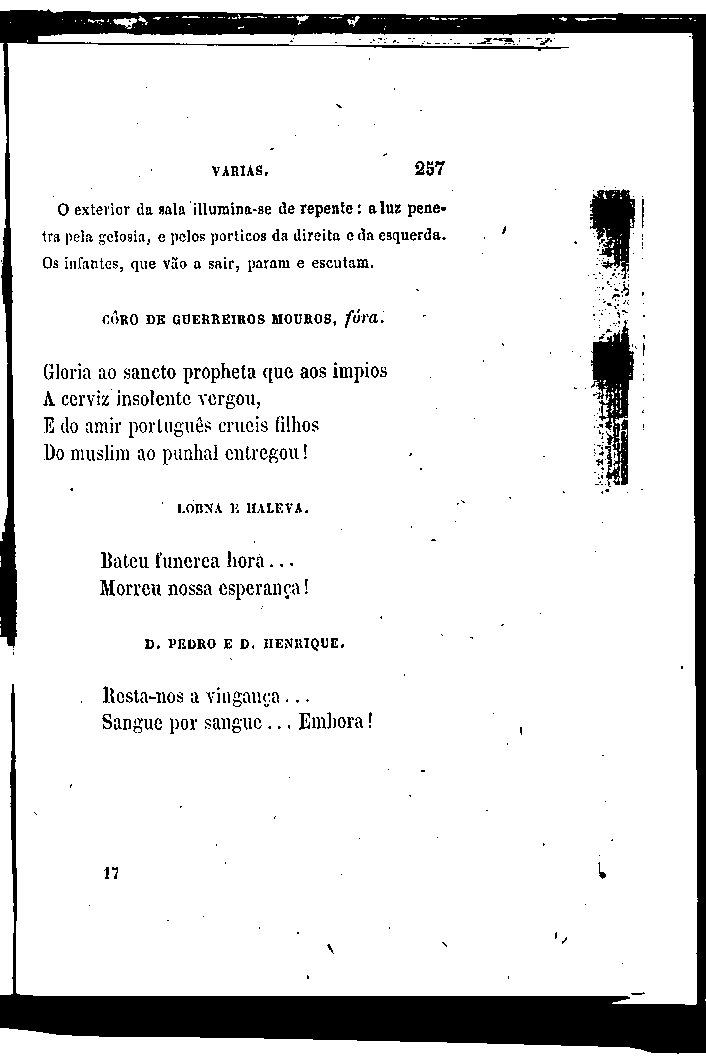 VARIAS. 257
O exterior da sala illumina-se de repente: a luz pene-
tra pela gelosia, e pelos porticos da direita e da esquerda.
Os infantes, que vão a sair, param e escutam.
CÔRO DE GUERREIROS MOUROS, fóra.
Gloria ao sancto propheta que aos impios
A cerviz insolente vergou,
E do amir português crueis filhos
Do muslim ao punhal entregou!
LOBNA E HALEVA.
Bateu funerea hora...
Morreu nossa esperança!
D. PEDRO E D. HENRIQUE.
Resta-nos a vingança...
Sangue por sangue... Embora!
17